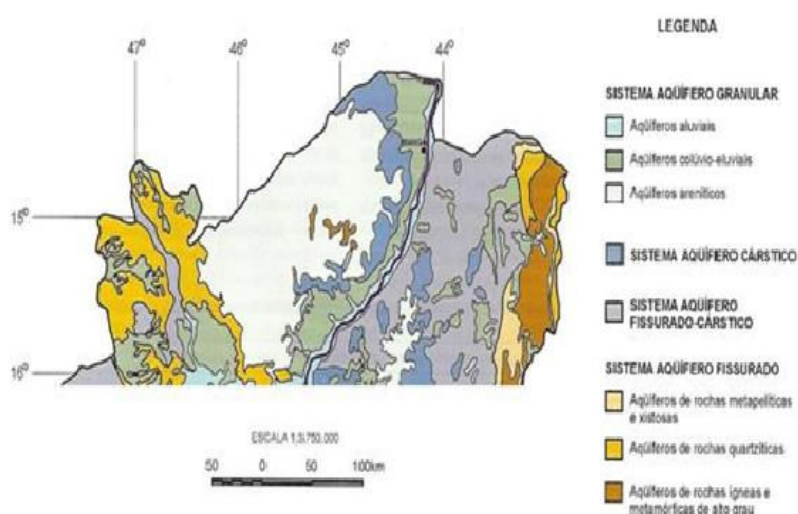 47º 46º 45º 44º
15º
16º
ESCALA 1:3.750.000
50 0 50 100km
LEGENDA
SISTEMA AQÜÍFERO GRANULAR
Aqüíferos aluviais
Aqüíferos colúvio-eluviais
Aqüíferos areníticos
SISTEMA AQÜÍFERO CÁRSTICO
SISTEMA AQÜÍFERO
FISSURADO-CÁRSTICO
SISTEMA AQÜÍFERO FISSURADO
Aqüíferos de rochas metapelíticas
e xistosas
Aqüíferos de rochas quartzíticas
Aqüíferos de rochas ígneas e
metamórficas de alto grau